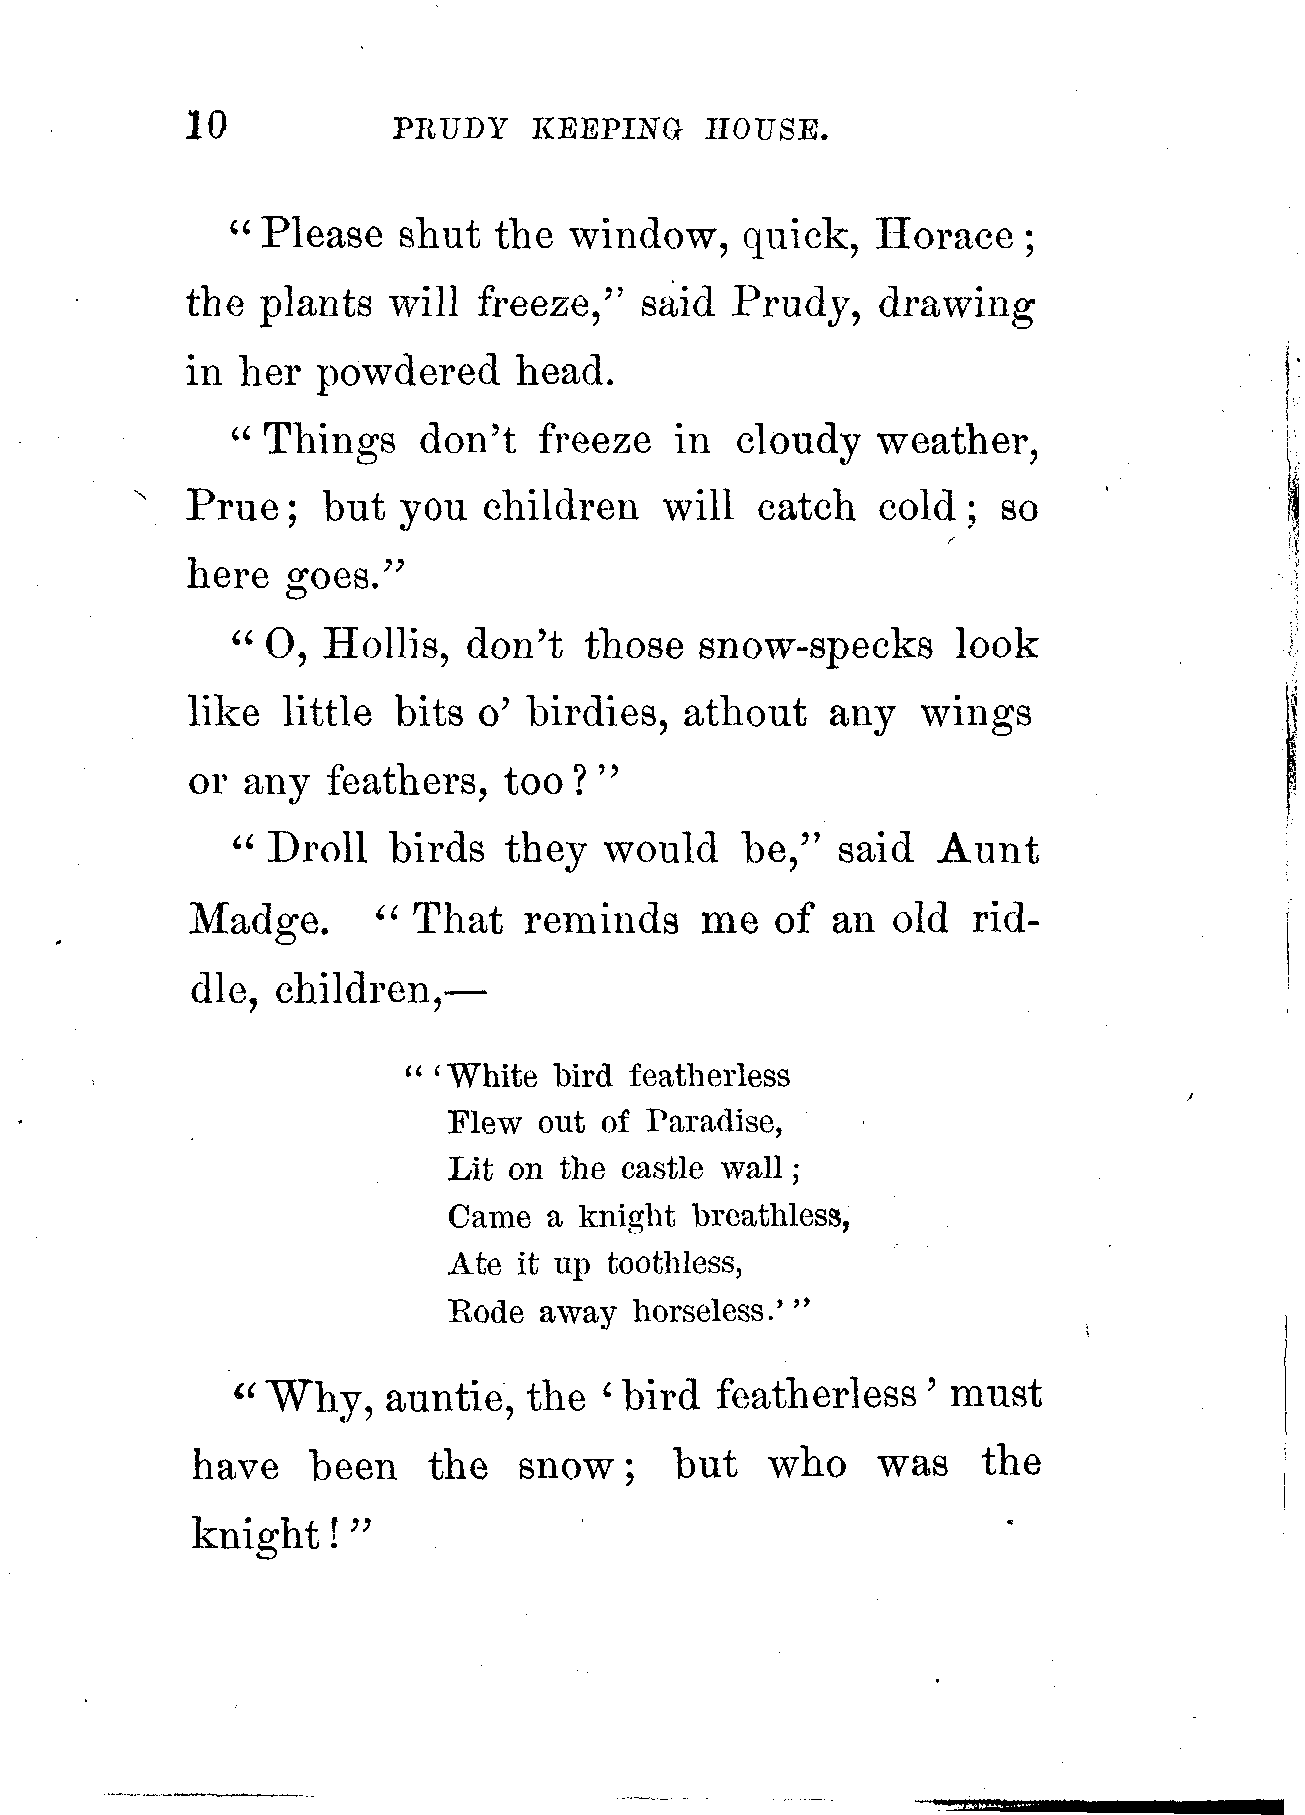 10 PRUDY KEEPING HOUSE.
“Please shut the window, quick, Horace;
the plants will freeze,” said Prudy, drawing
in her powdered head.
“Things don’t freeze in cloudy weather,
Prue; but you children will catch cold; so
here goes.”
“O, Hollis, don’t those snow-specks look
like little bits o’ birdies, athout any wings
or any feathers, too?”
“Droll birds they would be,” said Aunt
Madge. “That reminds me of an old rid-
dle, children,—
“‘White bird featherless
Flew out of Paradise,
Lit on the castle wall;
Came a knight breathless,
Ate it up toothless,
Rode away horseless.’”
“Why, auntie, the ‘bird featherless’ must
have been the snow; but who was the
knight!”